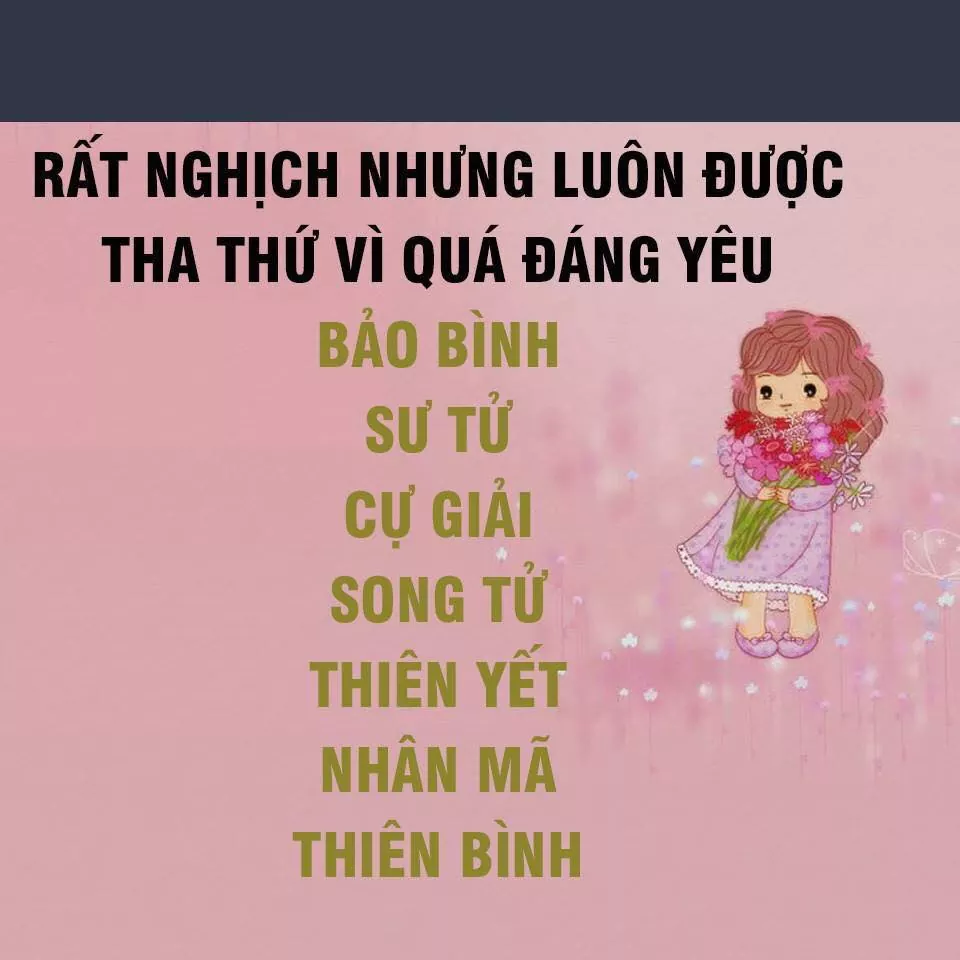 RẤT NGHỊCH NHƯNG LUÔN ĐƯỢC
THA THỨ VÌ QUÁ ĐÁNG YÊU
BẢO BÌNH
SƯ TỬ
CỰ GIẢI
SONG TỬ
THIÊN YẾT
NHÂN MÃ
THIÊN BÌNH